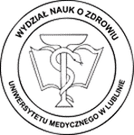 WYDZIAŁ NAUK O ZDROWIU
UNIWERSYTETU MEDYCZNEGO W LUBLINIE